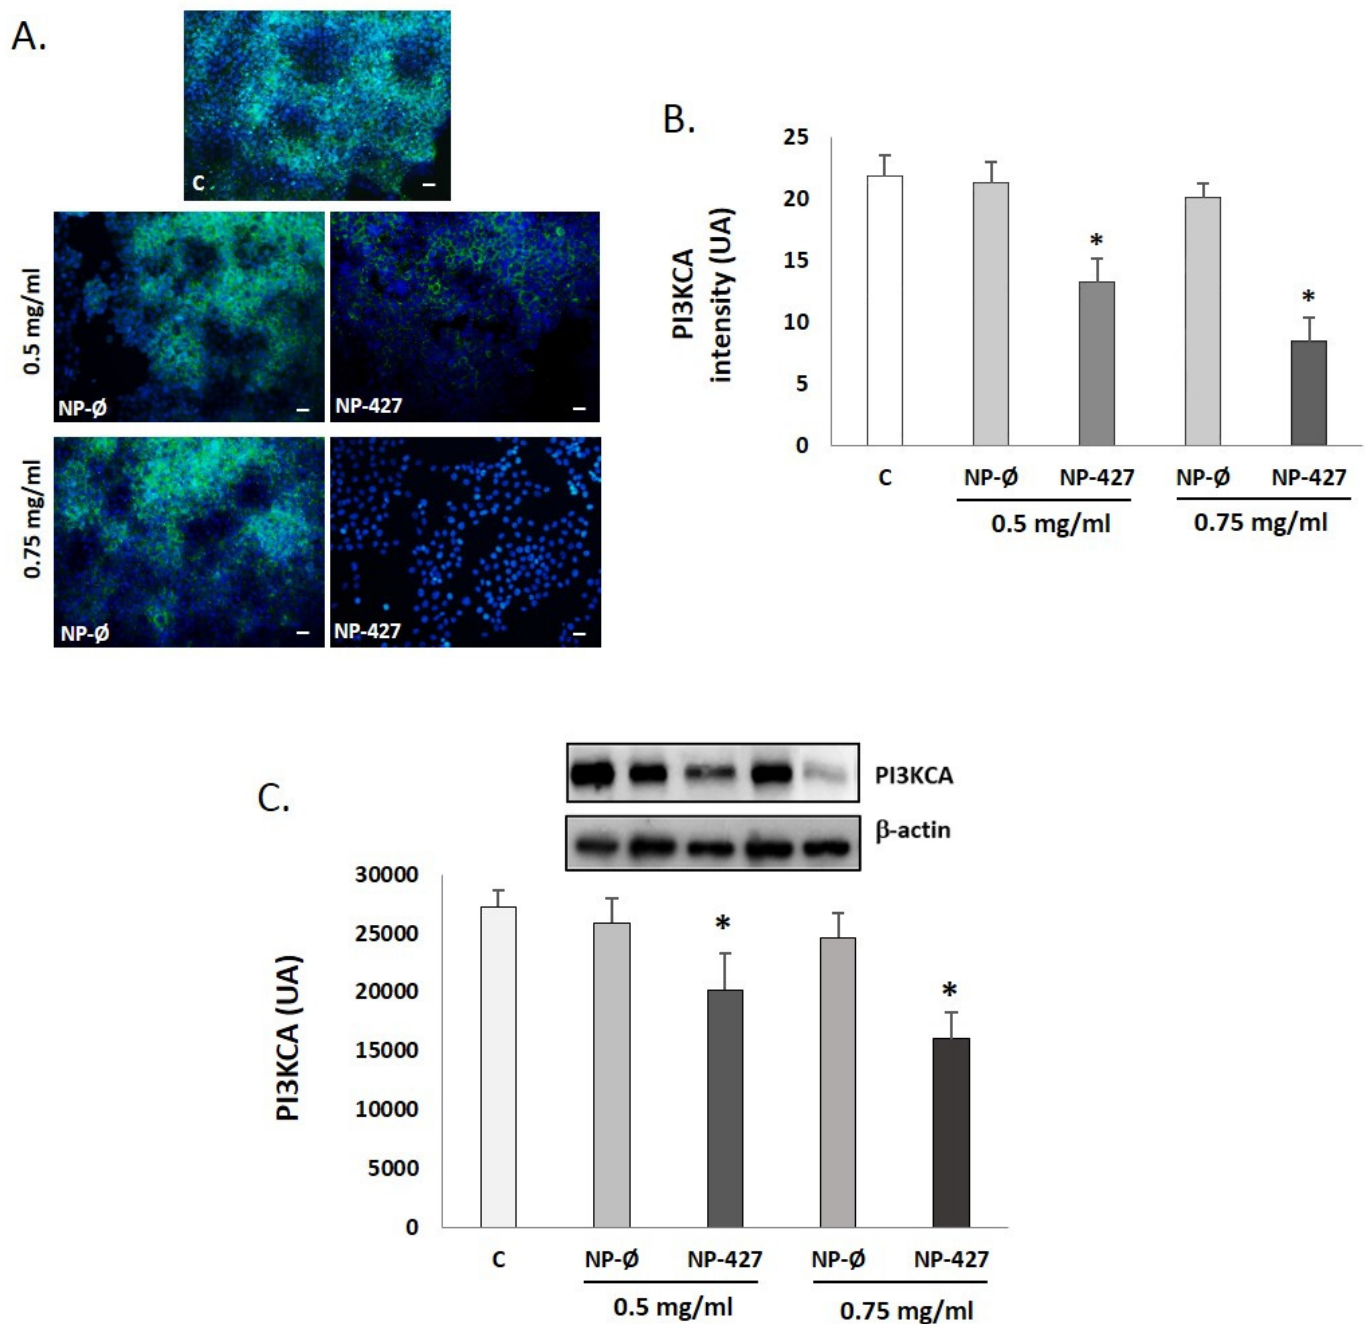 A.
C
0.5 mg/ml
NP-Ø
NP-427
0.75 mg/ml
NP-Ø
NP-427
B.
PI3KCA
intensity (UA)
25
20
15
10
5
0
*
*
C
NP-Ø
NP-427
NP-Ø
NP-427
0.5 mg/ml
0.75 mg/ml
C.
PI3KCA
β-actin
PI3KCA (UA)
30000
25000
20000
15000
10000
5000
0
*
*
C
NP-Ø
NP-427
NP-Ø
NP-427
0.5 mg/ml
0.75 mg/ml